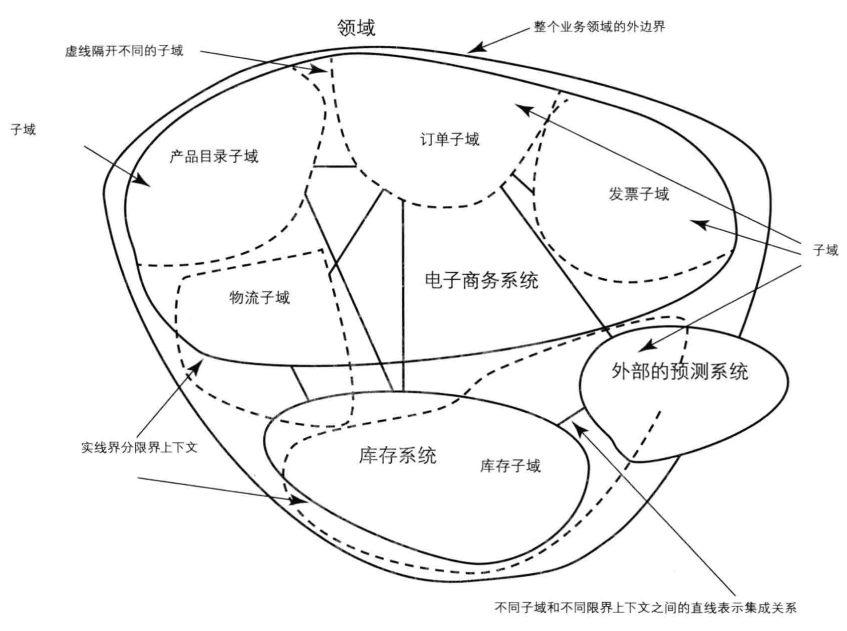 领域
整个业务领域的外边界
虚线隔开不同的子域
子域
产品目录子域
订单子域
发票子域
子域
电子商务系统
物流子域
外部的预测系统
实线界分限界上下文
库存系统
库存子域
不同子域和不同限界上下文之间的直线表示集成关系